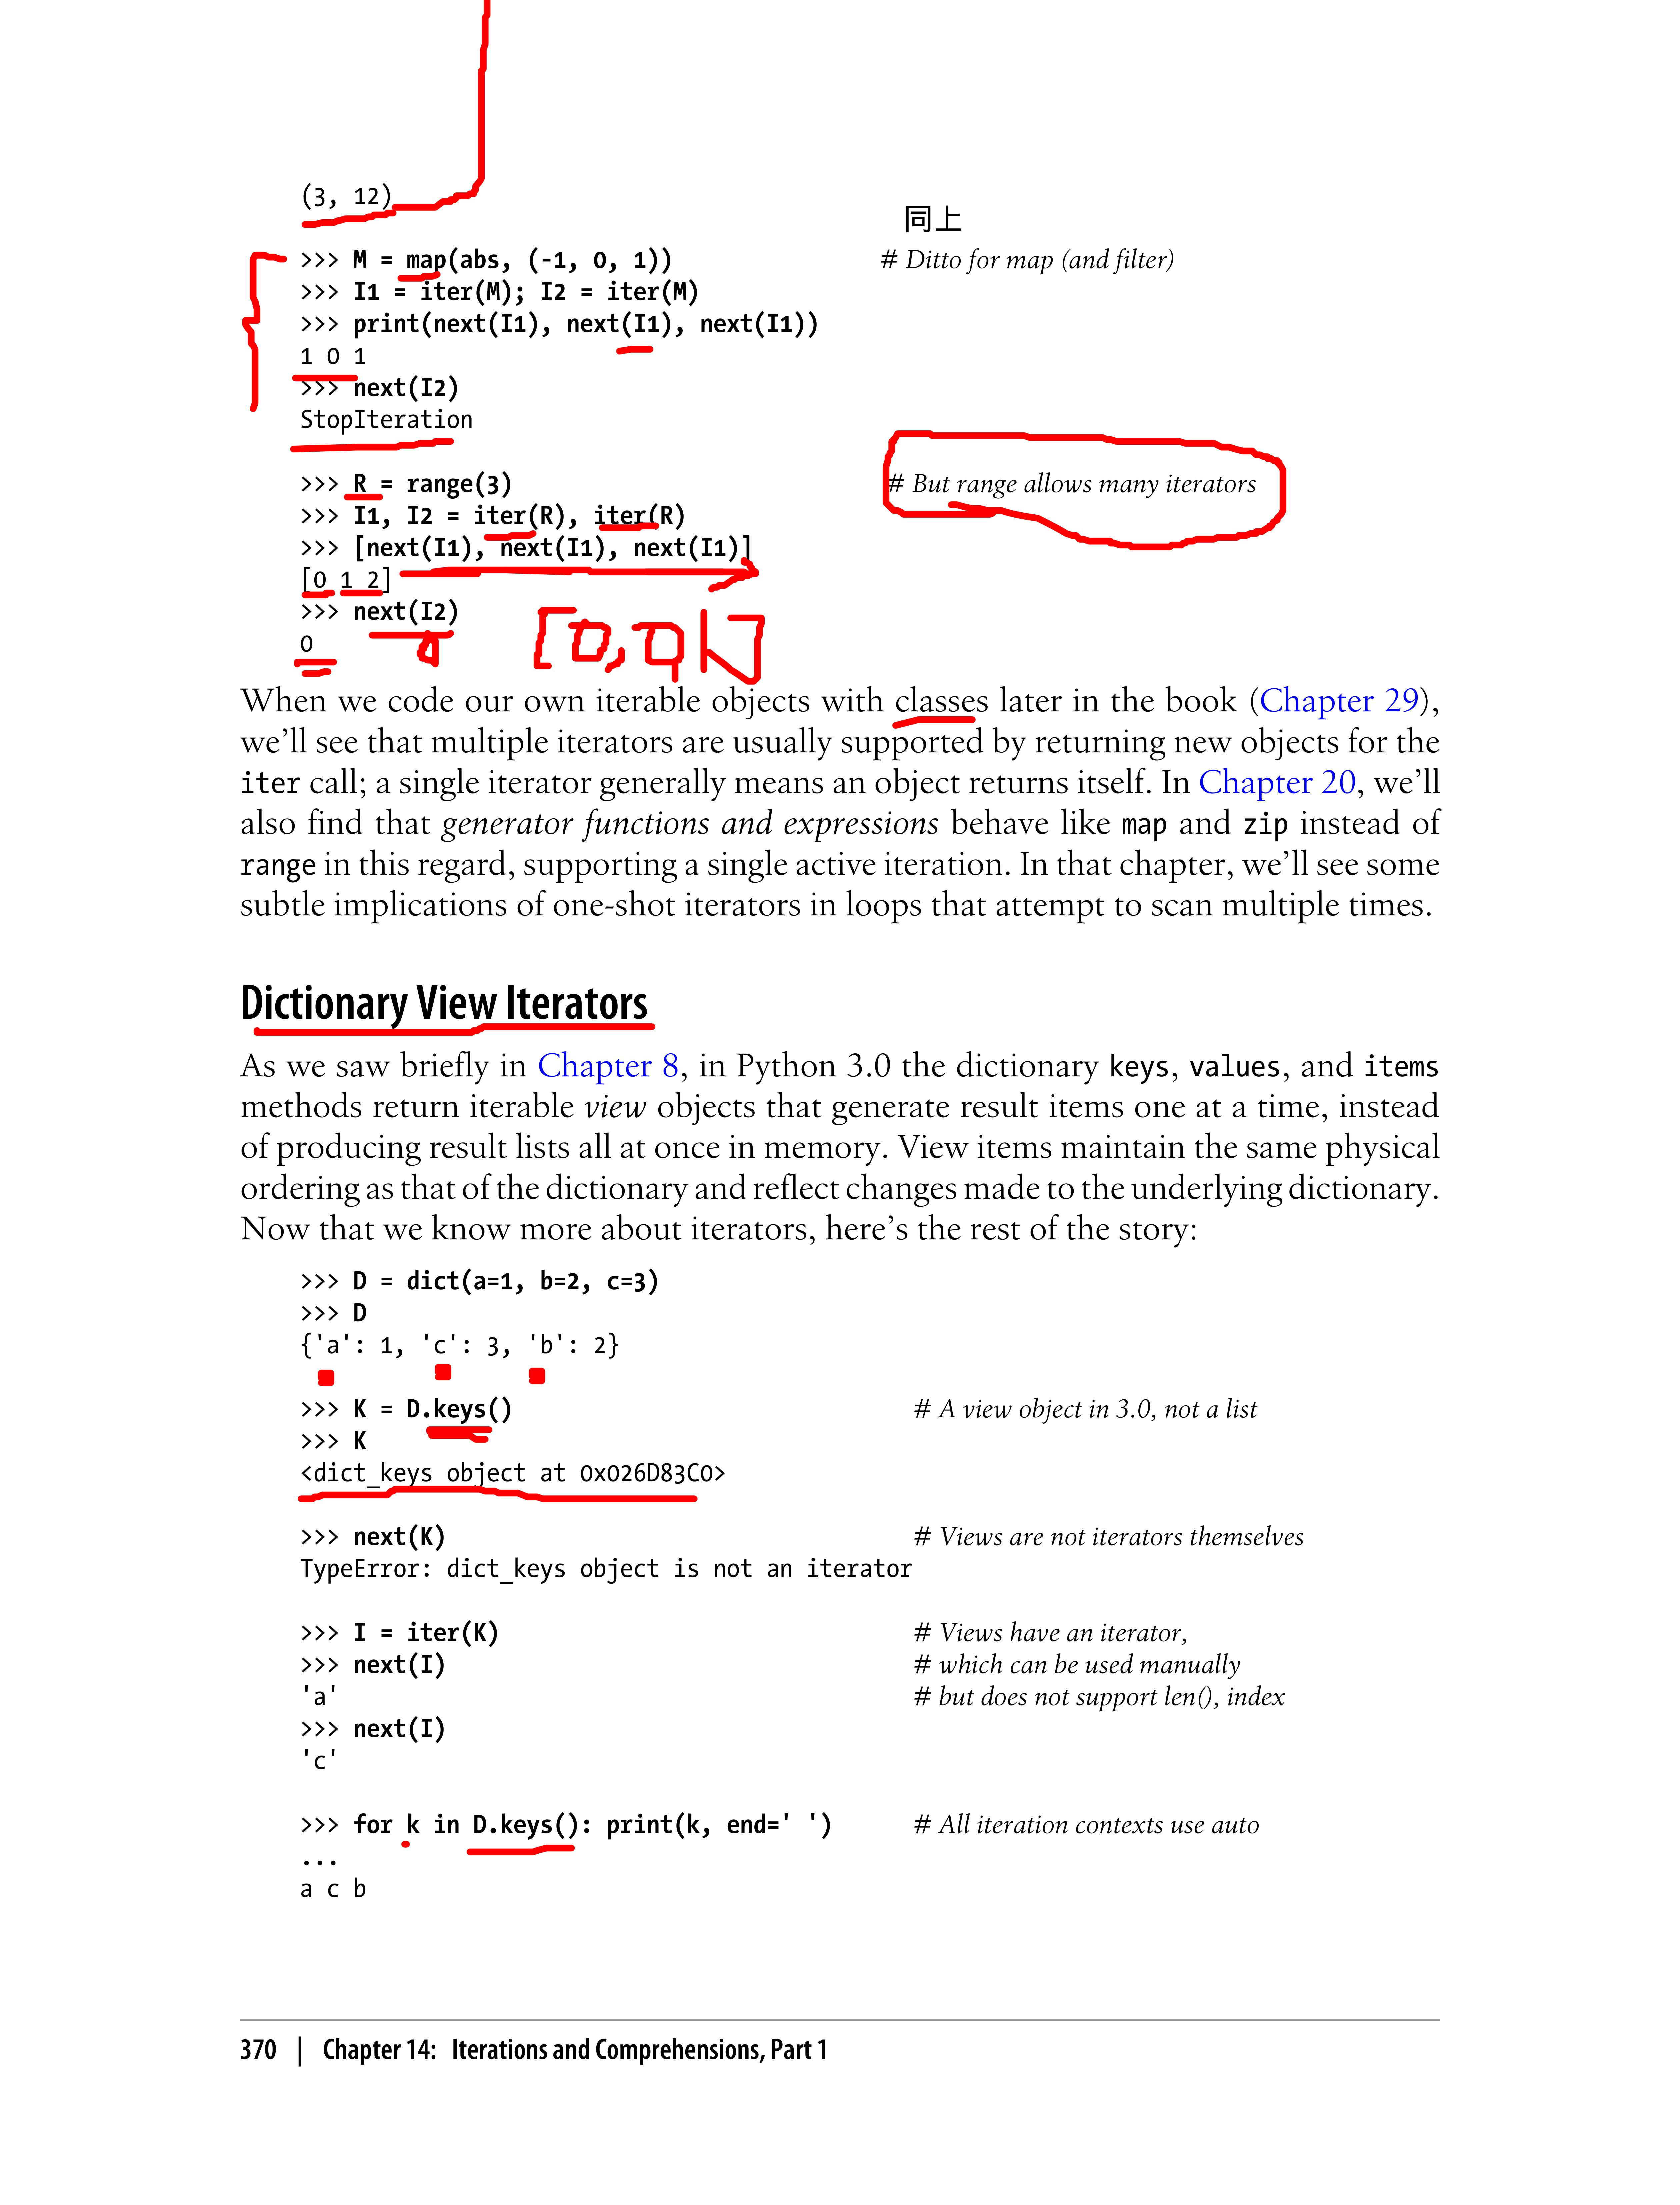 (3, 12)
同上
>>> M = map(abs, (-1, 0, 1)) # Ditto for map (and filter)
>>> I1 = iter(M); I2 = iter(M)
>>> print(next(I1), next(I1), next(I1))
1 0 1
>>> next(I2)
StopIteration
>>> R = range(3) # But range allows many iterators
>>> I1, I2 = iter(R), iter(R)
>>> [next(I1), next(I1), next(I1)]
[0 1 2]
>>> next(I2)
0
When we code our own iterable objects with classes later in the book (Chapter 29),
we’ll see that multiple iterators are usually supported by returning new objects for the
iter call; a single iterator generally means an object returns itself. In Chapter 20, we’ll
also find that generator functions and expressions behave like map and zip instead of
range in this regard, supporting a single active iteration. In that chapter, we’ll see some
subtle implications of one-shot iterators in loops that attempt to scan multiple times.
Dictionary View Iterators
As we saw briefly in Chapter 8, in Python 3.0 the dictionary keys, values, and items
methods return iterable view objects that generate result items one at a time, instead
of producing result lists all at once in memory. View items maintain the same physical
ordering as that of the dictionary and reflect changes made to the underlying dictionary.
Now that we know more about iterators, here’s the rest of the story:
>>> D = dict(a=1, b=2, c=3)
>>> D
{'a': 1, 'c': 3, 'b': 2}
>>> K = D.keys() # A view object in 3.0, not a list
>>> K
<dict_keys object at 0x026D83C0>
>>> next(K) # Views are not iterators themselves
TypeError: dict_keys object is not an iterator
>>> I = iter(K) # Views have an iterator,
>>> next(I) # which can be used manually
'a' # but does not support len(), index
>>> next(I)
'c'
>>> for k in D.keys(): print(k, end=' ') # All iteration contexts use auto
...
a c b
370 | Chapter 14: Iterations and Comprehensions, Part 1